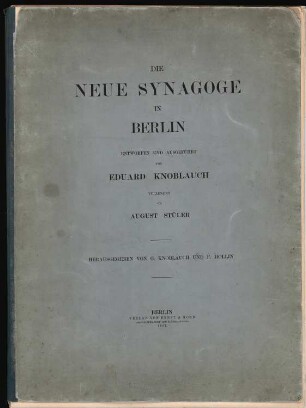 DIE
NEUE SYNAGOGE
IN
BERLIN
ENTWORFEN UND AUSGEFÜHRT
VON
EDUARD KNOBLAUCH
VOLLENDET
VON
AUGUST STÜLER
HERAUSGEGEBEN VON G. KNOBLAUCH UND F. HOLLIN
BERLIN
VERLAG VON ERNST & KORN